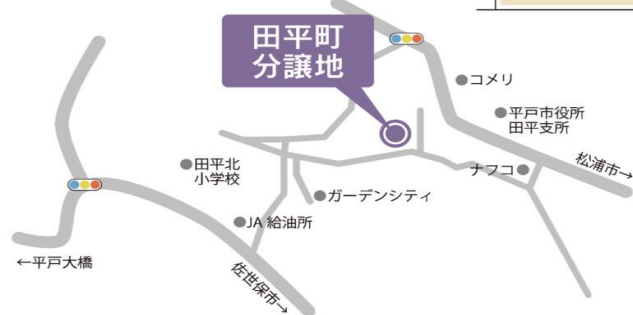 田平町
分譲地
コメリ
平戸市役所
田平支所
松浦市→
ナフコ
田平北
小学校
ガーデンシティ
JA 給油所
←平戸大橋
佐世保市→